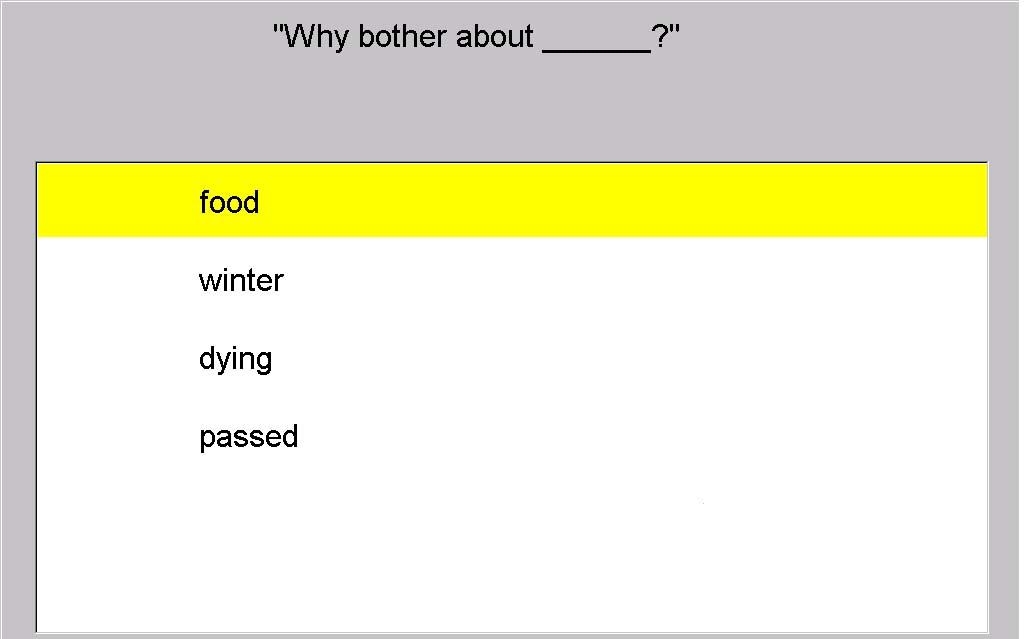 "Why bother about ______?"
food
winter
dying
passed